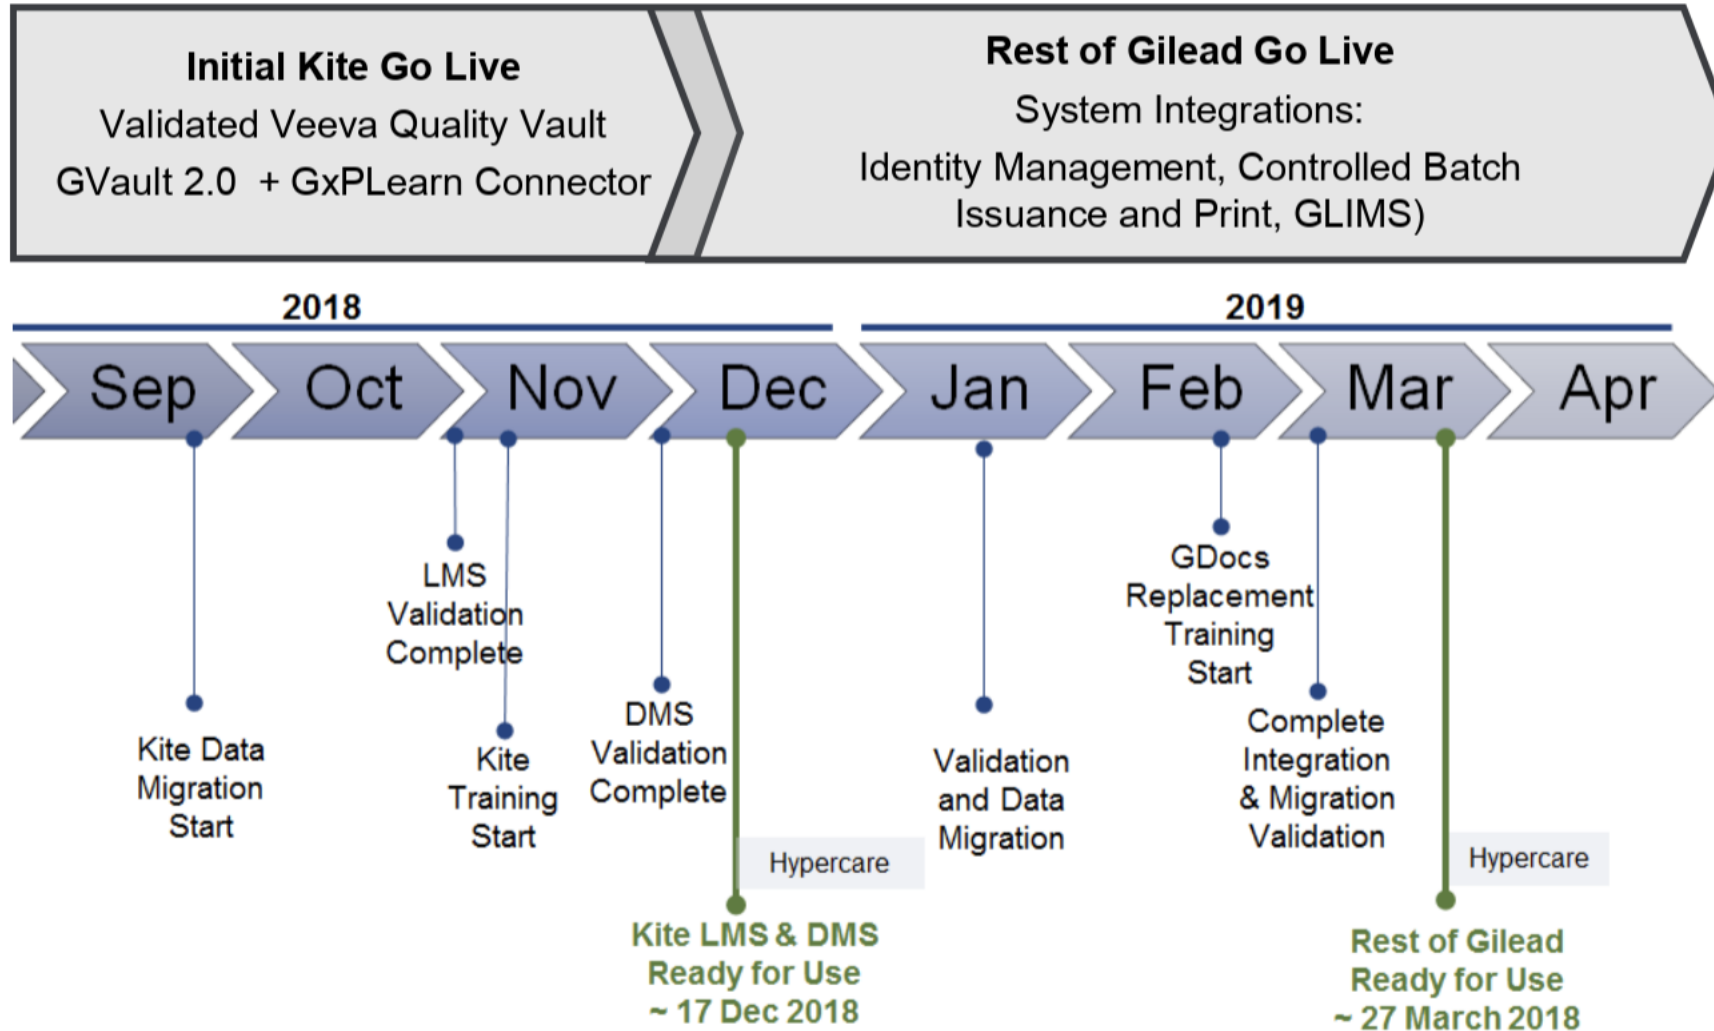 Initial Kite Go Live
Validated Veeva Quality Vault
GVault 2.0 + GxPLearn Connector
Rest of Gilead Go Live
System Integrations:
Identity Management, Controlled Batch
Issuance and Print, GLIMS)
2018
2019
Sep
Oct
Nov
Dec
Jan
Feb
Mar
Apr
Kite Data
Migration
Start
LMS
Validation
Complete
Kite
Training
Start
DMS
Validation
Complete
Hypercare
Kite LMS & DMS
Ready for Use
~ 17 Dec 2018
Validation
and Data
Migration
GDocs
Replacement
Training
Start
Complete
Integration
& Migration
Validation
Hypercare
Rest of Gilead
Ready for Use
~ 27 March 2018